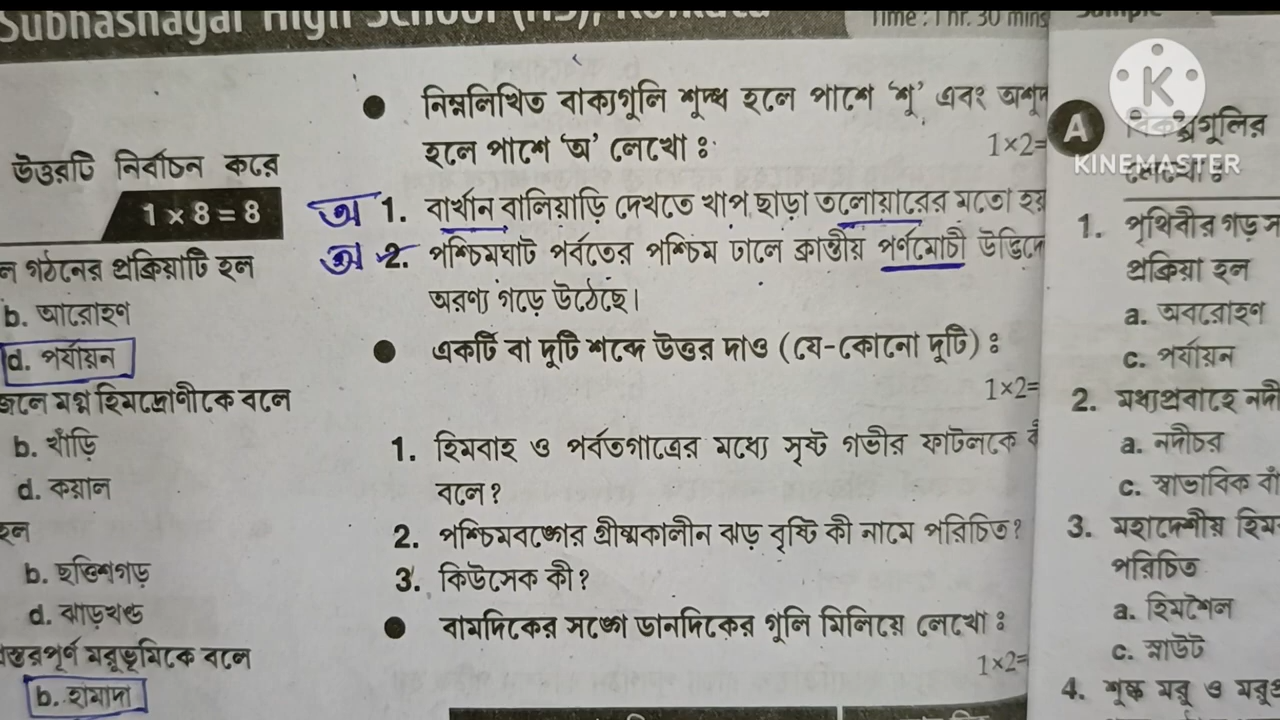 Subhasnagar High School (HS), Kolkata
Time : 1 hr. 30 mins
উত্তরটি নির্বাচন করে
1 × 8 = 8
গঠনের প্রক্রিয়াটি হল
b. আরোহণ
d. পর্যায়ন
জলে মগ্ন হিমদ্রোণীকে বলে
b. খাঁড়ি
d. কয়াল
হল
b. ছত্তিশগড়
d. ঝাড়খণ্ড
মরুভূমিকে বলে
b. হামাদা
● নিম্নলিখিত বাক্যগুলি শুদ্ধ হলে পাশে ‘শু’ এবং
হলে পাশে ‘অ’ লেখো :
1×2=
অ 1. বার্খান বালিয়াড়ি দেখতে খাপ ছাড়া তলোয়ারের মতো হয়
অ 2. পশ্চিমঘাট পর্বতের পশ্চিম ঢালে ক্রান্তীয় পর্ণমোচী
অরণ্য গড়ে উঠেছে।
● একটি বা দুটি শব্দে উত্তর দাও (যে-কোনো দুটি) :
1×2=
1. হিমবাহ ও পর্বতগাত্রের মধ্যে সৃষ্ট গভীর ফাটলকে
বলে?
2. পশ্চিমবঙ্গের গ্রীষ্মকালীন ঝড় বৃষ্টি কী নামে পরিচিত?
3. কিউসেক কী?
● বামদিকের সঙ্গে ডানদিকের গুলি মিলিয়ে লেখো :
1×2=
K
KINEMASTER
A
1. পৃথিবীর গড়
প্রক্রিয়া হল
a. অবরোহণ
c. পর্যায়ন
2. মধ্যপ্রবাহে নদী
a. নদীচর
c. স্বাভাবিক
3. মহাদেশীয়
পরিচিত
a. হিমশৈল
c. স্নাউট
4. শুষ্ক মরু ও